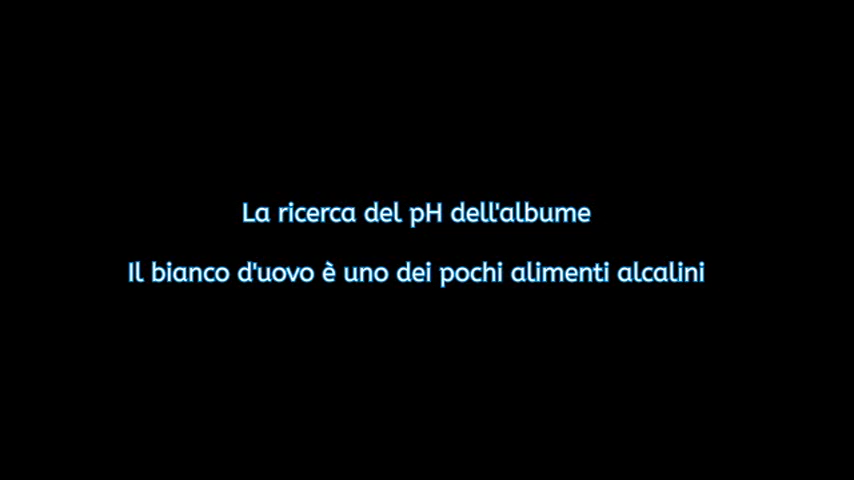 La ricerca del pH dell'albume
Il bianco d'uovo è uno dei pochi alimenti alcalini